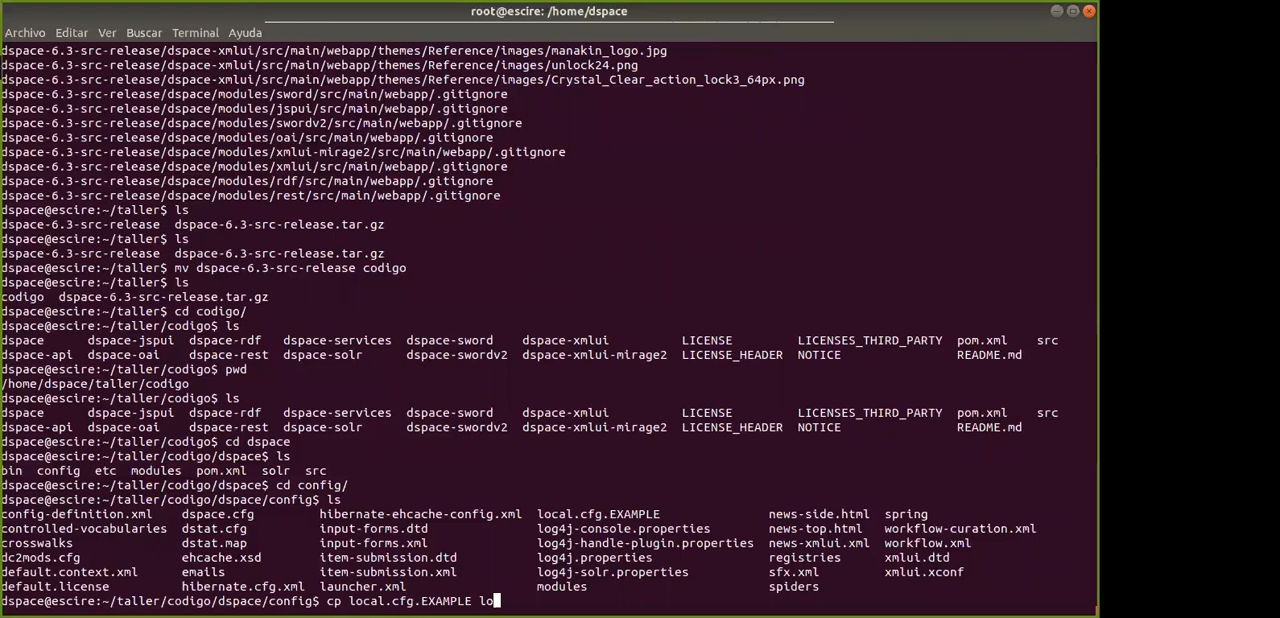 root@escire: /home/dspace
Archivo Editar Ver Buscar Terminal Ayuda
dspace-6.3-src-release/dspace-xmlui/src/main/webapp/themes/Reference/images/manakin_logo.jpg
dspace-6.3-src-release/dspace-xmlui/src/main/webapp/themes/Reference/images/unlock24.png
dspace-6.3-src-release/dspace-xmlui/src/main/webapp/themes/Reference/images/Crystal_Clear_action_lock3_64px.png
dspace-6.3-src-release/dspace/modules/sword/src/main/webapp/.gitignore
dspace-6.3-src-release/dspace/modules/jspui/src/main/webapp/.gitignore
dspace-6.3-src-release/dspace/modules/swordv2/src/main/webapp/.gitignore
dspace-6.3-src-release/dspace/modules/oai/src/main/webapp/.gitignore
dspace-6.3-src-release/dspace/modules/xmlui-mirage2/src/main/webapp/.gitignore
dspace-6.3-src-release/dspace/modules/xmlui/src/main/webapp/.gitignore
dspace-6.3-src-release/dspace/modules/rdf/src/main/webapp/.gitignore
dspace-6.3-src-release/dspace/modules/rest/src/main/webapp/.gitignore
dspace@escire:~/taller$ ls
dspace-6.3-src-release  dspace-6.3-src-release.tar.gz
dspace@escire:~/taller$ ls
dspace-6.3-src-release  dspace-6.3-src-release.tar.gz
dspace@escire:~/taller$ mv dspace-6.3-src-release codigo
dspace@escire:~/taller$ ls
codigo  dspace-6.3-src-release.tar.gz
dspace@escire:~/taller$ cd codigo/
dspace@escire:~/taller/codigo$ ls
dspace      dspace-jspui  dspace-rdf   dspace-services  dspace-sword    dspace-xmlui          LICENSE         LICENSES_THIRD_PARTY  pom.xml    src
dspace-api  dspace-oai    dspace-rest  dspace-solr      dspace-swordv2  dspace-xmlui-mirage2  LICENSE_HEADER  NOTICE                README.md
dspace@escire:~/taller/codigo$ pwd
/home/dspace/taller/codigo
dspace@escire:~/taller/codigo$ ls
dspace      dspace-jspui  dspace-rdf   dspace-services  dspace-sword    dspace-xmlui          LICENSE         LICENSES_THIRD_PARTY  pom.xml    src
dspace-api  dspace-oai    dspace-rest  dspace-solr      dspace-swordv2  dspace-xmlui-mirage2  LICENSE_HEADER  NOTICE                README.md
dspace@escire:~/taller/codigo$ cd dspace
dspace@escire:~/taller/codigo/dspace$ ls
bin  config  etc  modules  pom.xml  solr  src
dspace@escire:~/taller/codigo/dspace$ cd config/
dspace@escire:~/taller/codigo/dspace/config$ ls
config-definition.xml    dspace.cfg         hibernate-ehcache-config.xml  local.cfg.EXAMPLE               news-side.html  spring
controlled-vocabularies  dstat.cfg          input-forms.dtd               log4j-console.properties        news-top.html   workflow-curation.xml
crosswalks               dstat.map          input-forms.xml               log4j-handle-plugin.properties  news-xmlui.xml  workflow.xml
dc2mods.cfg              ehcache.xsd        item-submission.dtd           log4j.properties                registries      xmlui.dtd
default.context.xml      emails             item-submission.xml           log4j-solr.properties           sfx.xml         xmlui.xconf
default.license          hibernate.cfg.xml  launcher.xml                  modules                         spiders
dspace@escire:~/taller/codigo/dspace/config$ cp local.cfg.EXAMPLE lo